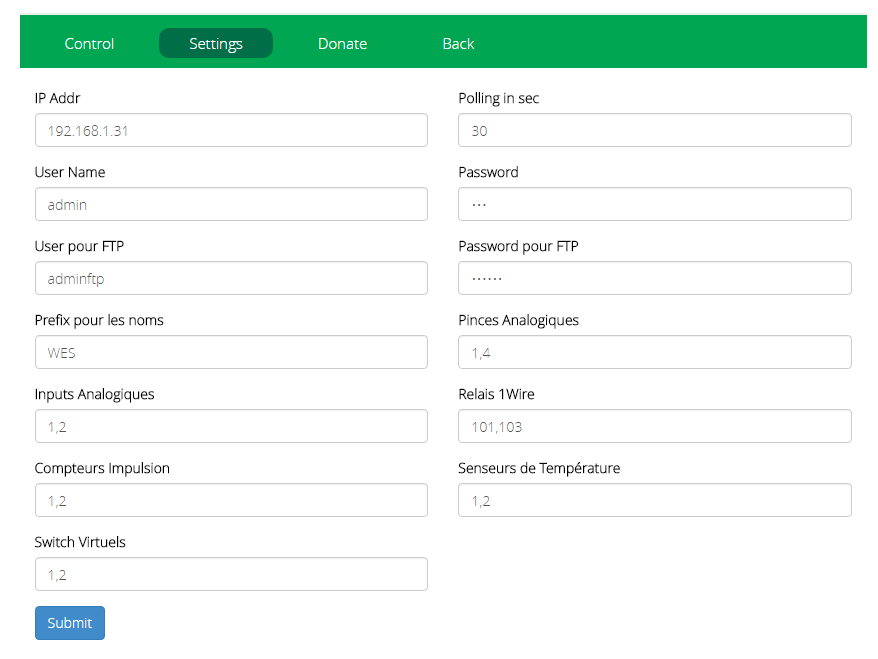 Control Settings Donate Back
IP Addr Polling in sec
192.168.1.31 30
User Name Password
admin •••
User pour FTP Password pour FTP
adminftp ••••••
Prefix pour les noms Pinces Analogiques
WES 1,4
Inputs Analogiques Relais 1Wire
1,2 101,103
Compteurs Impulsion Senseurs de Température
1,2 1,2
Switch Virtuels
1,2
Submit